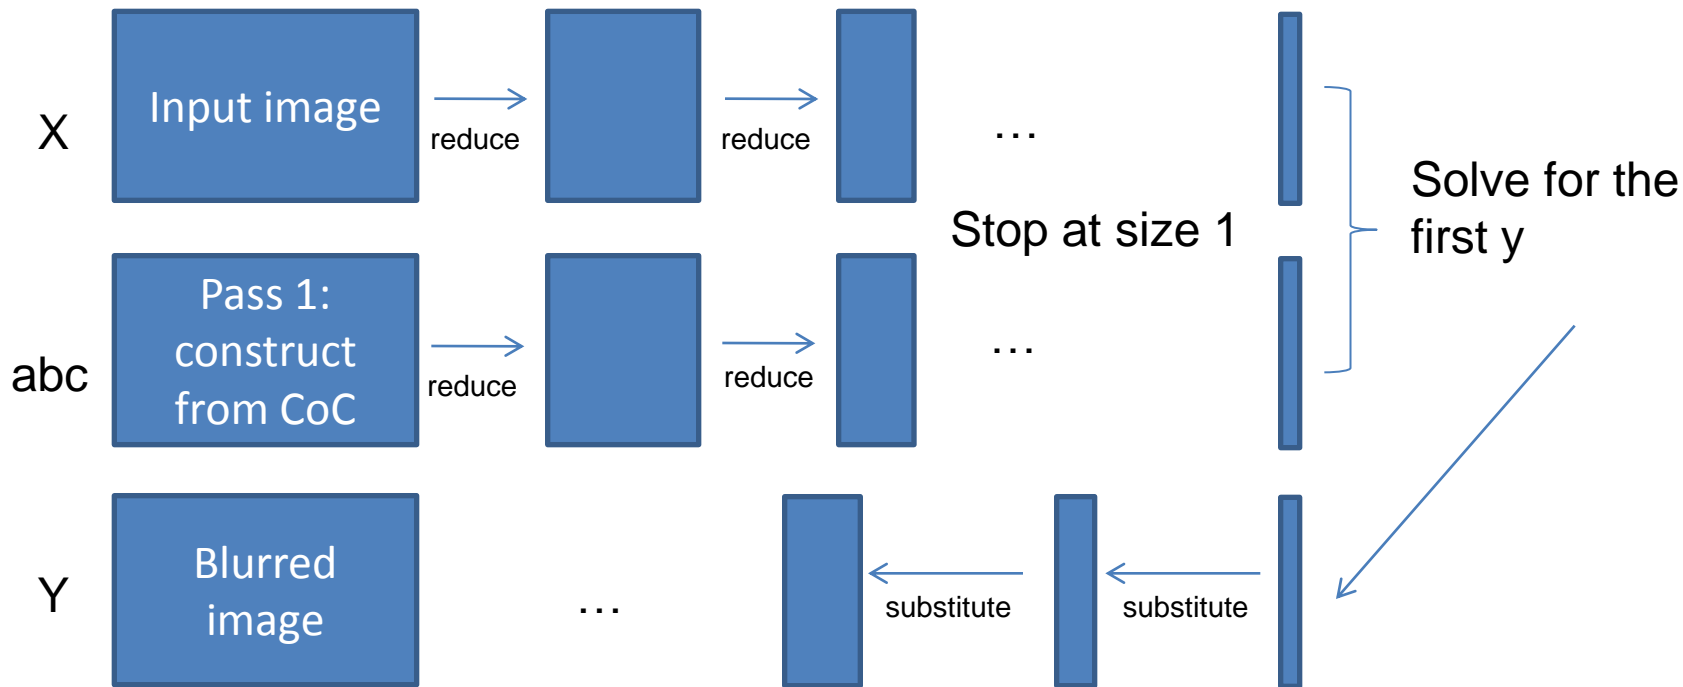 X
Input image
reduce
reduce
…
Stop at size 1
Solve for the
first y
abc
Pass 1:
construct
from CoC
reduce
reduce
…
Y
Blurred
image
…
substitute
substitute